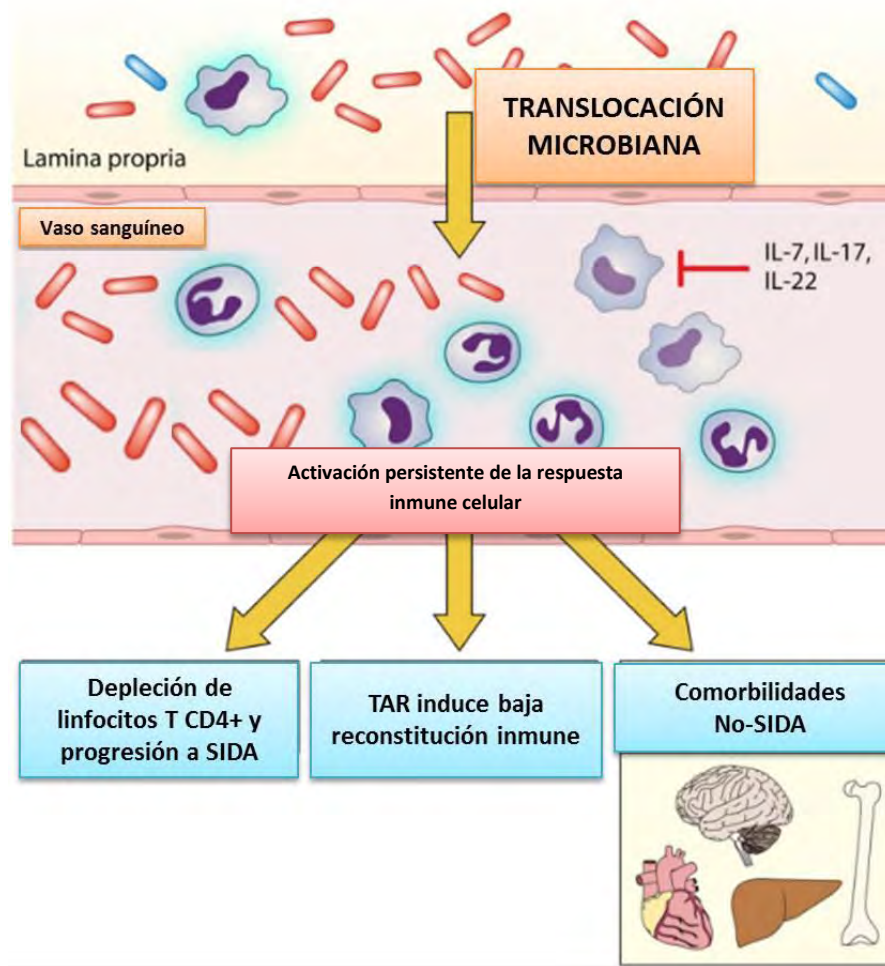 TRANSLOCACIÓN
MICROBIANA
Lamina propria
Vaso sanguíneo
IL-7, IL-17,
IL-22
Activación persistente de la respuesta
inmune celular
Depleción de
linfocitos T CD4+ y
progresión a SIDA
TAR induce baja
reconstitución inmune
Comorbilidades
No-SIDA